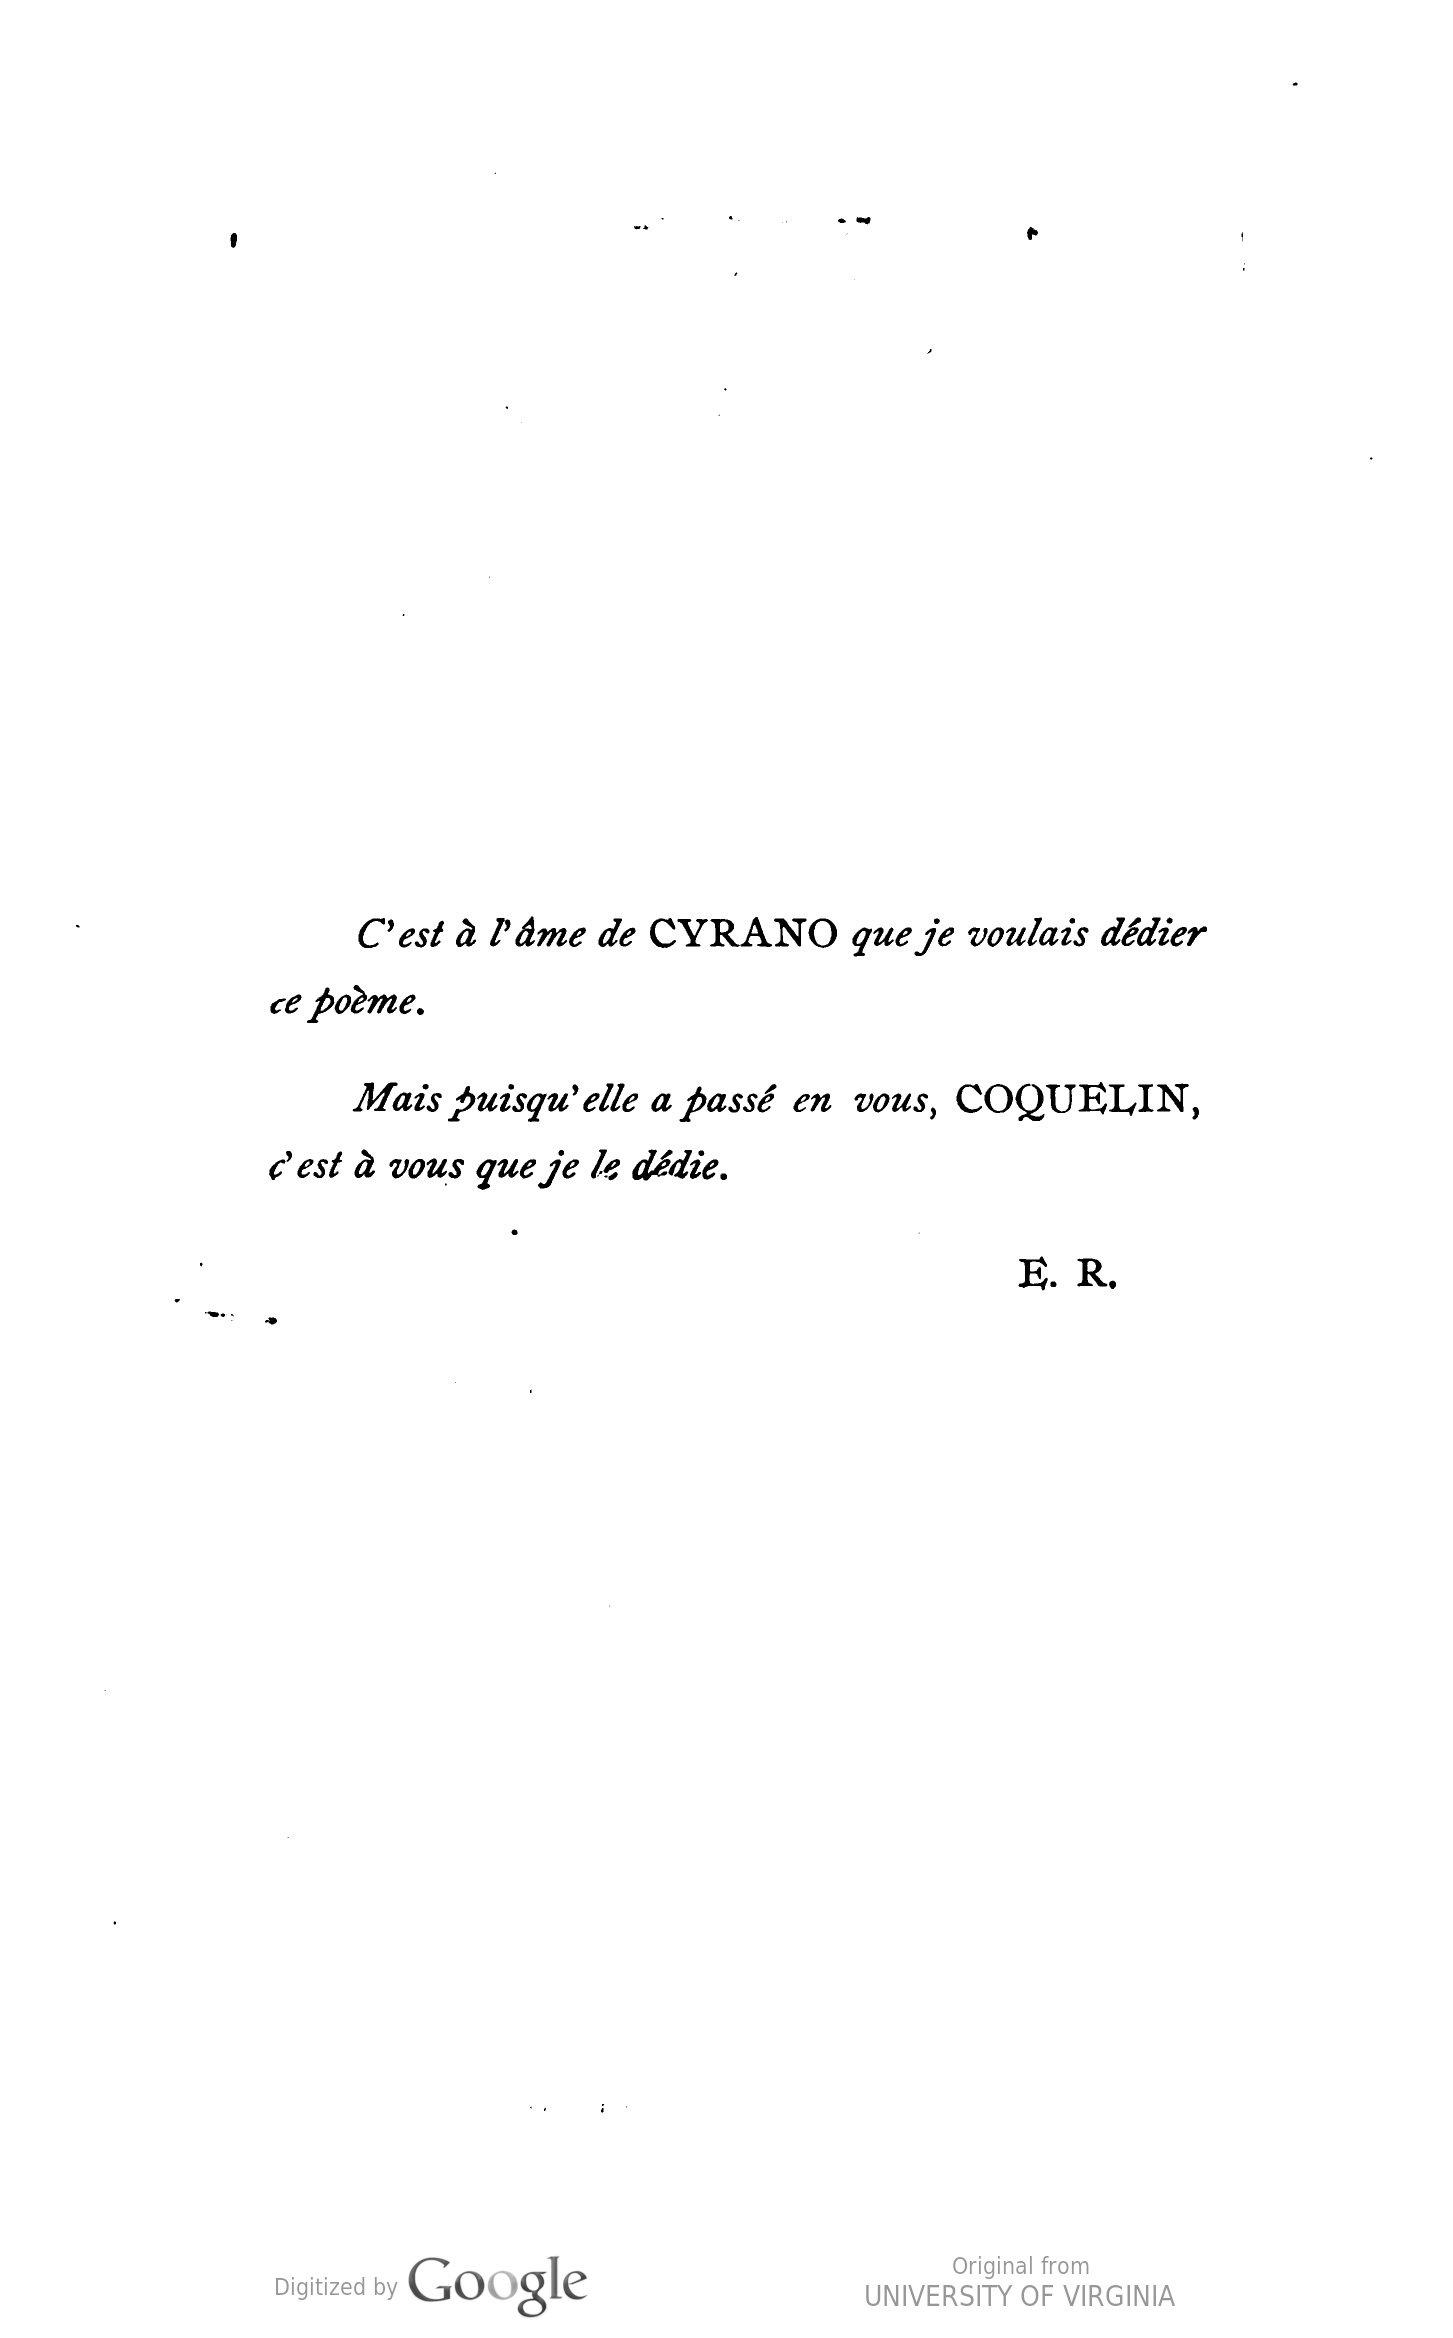 C'est à l'âme de CYRANO que je voulais dédier
ce poème.
Mais puisqu'elle a passé en vous, COQUELIN,
c'est à vous que je le dédie.
E. R.
Digitized by Google
Original from
UNIVERSITY OF VIRGINIA